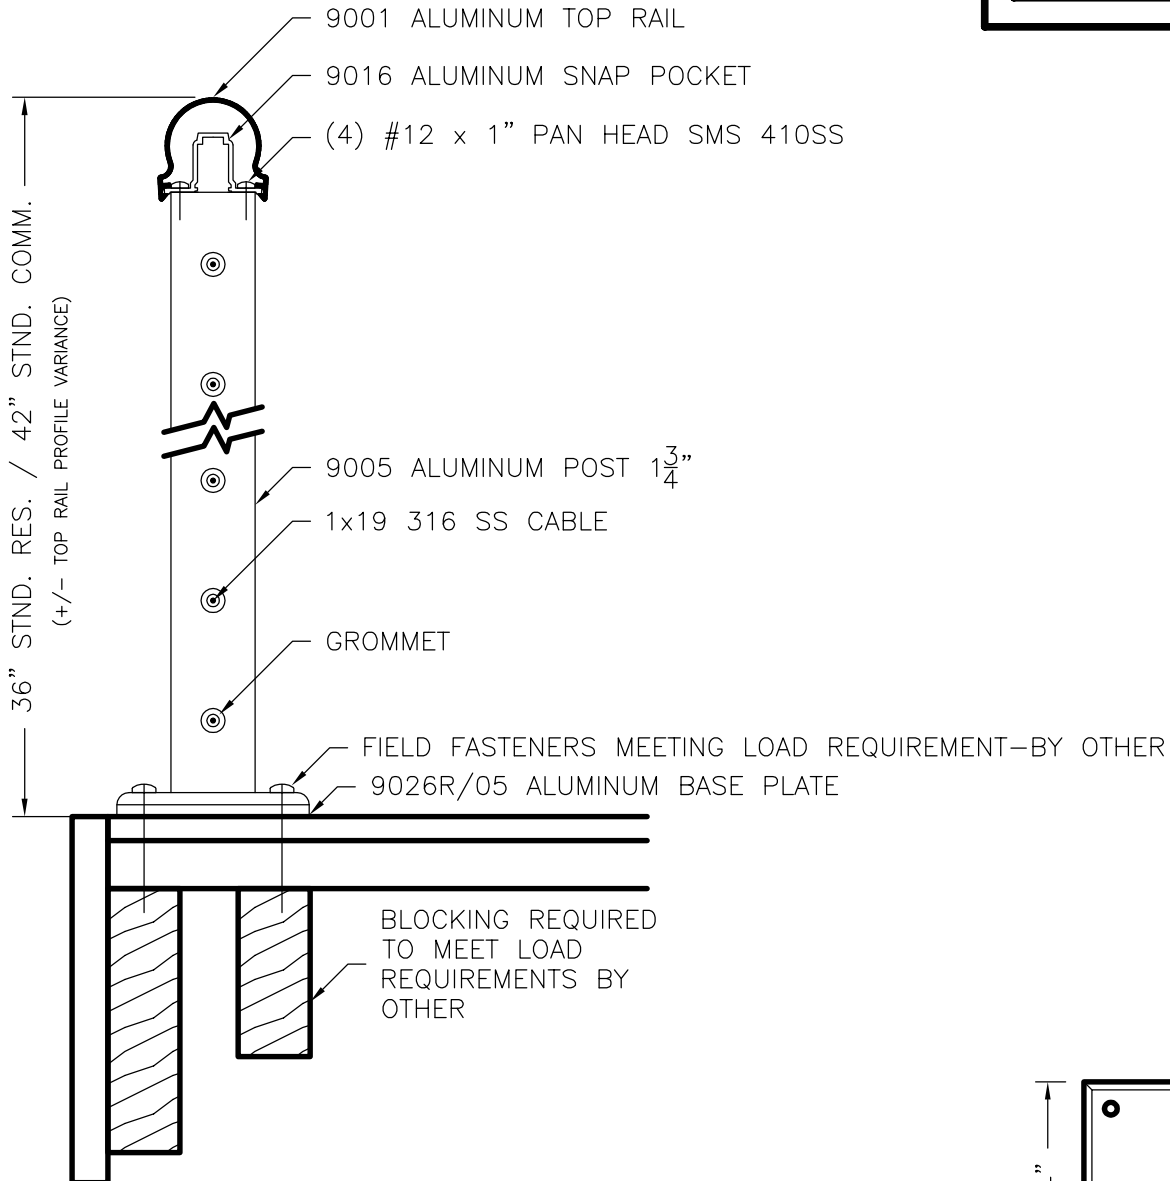 9001 ALUMINUM TOP RAIL
9016 ALUMINUM SNAP POCKET
(4) #12 x 1" PAN HEAD SMS 410SS
36" STND. RES. / 42" STND. COMM.
(+/- TOP RAIL PROFILE VARIANCE)
9005 ALUMINUM POST 1 3/4"
1x19 316 SS CABLE
GROMMET
FIELD FASTENERS MEETING LOAD REQUIREMENT-BY OTHER
9026R/05 ALUMINUM BASE PLATE
BLOCKING REQUIRED
TO MEET LOAD
REQUIREMENTS BY
OTHER